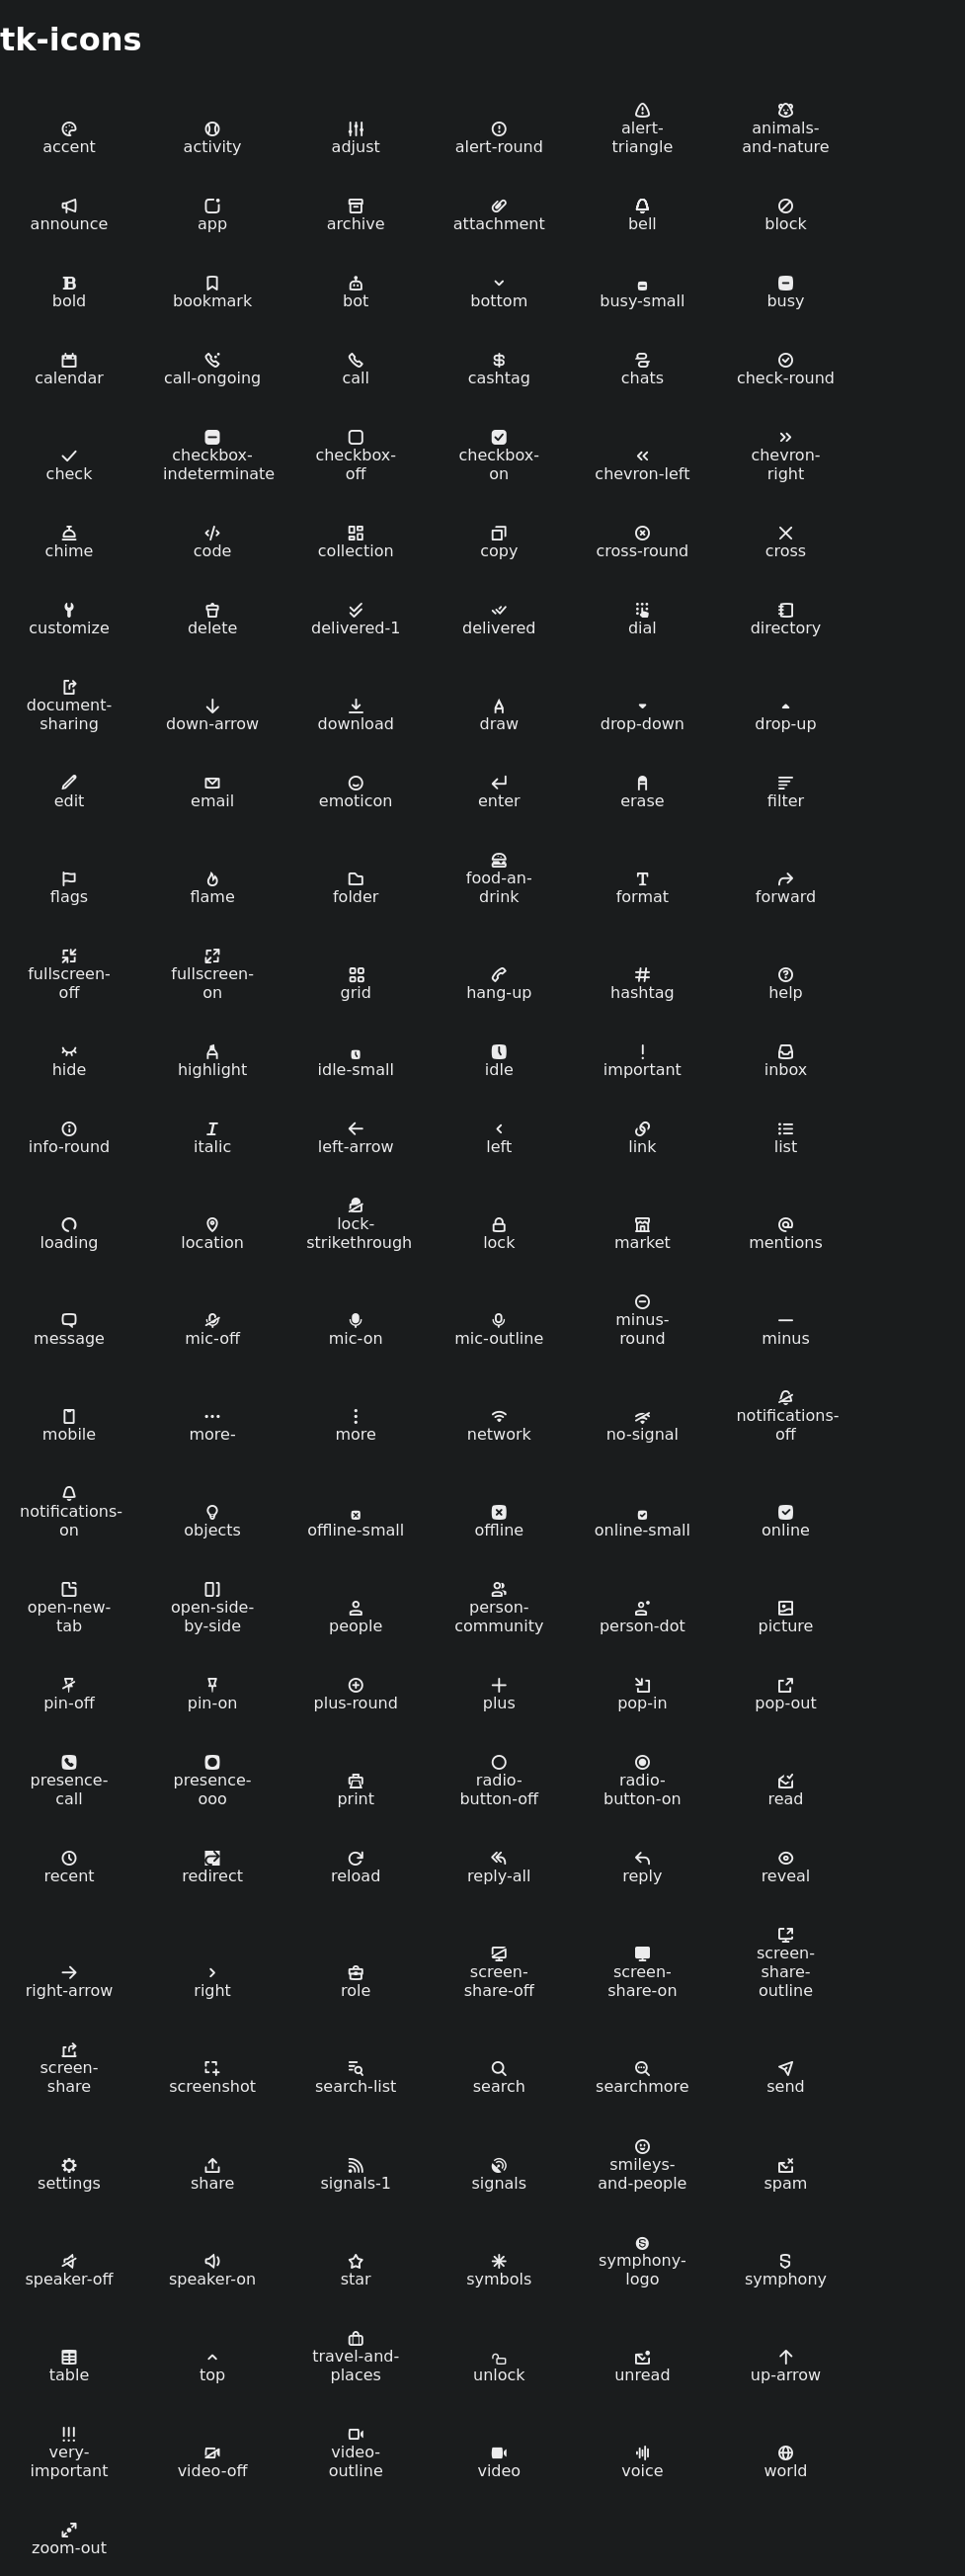 tk-icons
accent
activity
adjust
alert-round
alert-
triangle
animals-
and-nature
announce
app
archive
attachment
bell
block
bold
bookmark
bot
bottom
busy-small
busy
calendar
call-ongoing
call
cashtag
chats
check-round
check
checkbox-
indeterminate
checkbox-
off
checkbox-
on
chevron-left
chevron-
right
chime
code
collection
copy
cross-round
cross
customize
delete
delivered-1
delivered
dial
directory
document-
sharing
down-arrow
download
draw
drop-down
drop-up
edit
email
emoticon
enter
erase
filter
flags
flame
folder
food-an-
drink
format
forward
fullscreen-
off
fullscreen-
on
grid
hang-up
hashtag
help
hide
highlight
idle-small
idle
important
inbox
info-round
italic
left-arrow
left
link
list
loading
location
lock-
strikethrough
lock
market
mentions
message
mic-off
mic-on
mic-outline
minus-
round
minus
mobile
more-
more
network
no-signal
notifications-
off
notifications-
on
objects
offline-small
offline
online-small
online
open-new-
tab
open-side-
by-side
people
person-
community
person-dot
picture
pin-off
pin-on
plus-round
plus
pop-in
pop-out
presence-
call
presence-
ooo
print
radio-
button-off
radio-
button-on
read
recent
redirect
reload
reply-all
reply
reveal
right-arrow
right
role
screen-
share-off
screen-
share-on
screen-
share-
outline
screen-
share
screenshot
search-list
search
searchmore
send
settings
share
signals-1
signals
smileys-
and-people
spam
speaker-off
speaker-on
star
symbols
symphony-
logo
symphony
table
top
travel-and-
places
unlock
unread
up-arrow
very-
important
video-off
video-
outline
video
voice
world
zoom-out